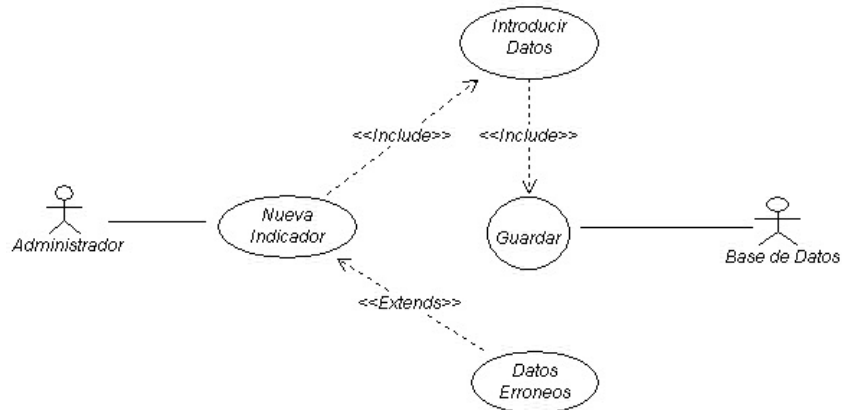 Introducir
Datos
<<Include>>
<<Include>>
Nueva
Indicador
Guardar
Administrador
Base de Datos
<<Extends>>
Datos
Erroneos